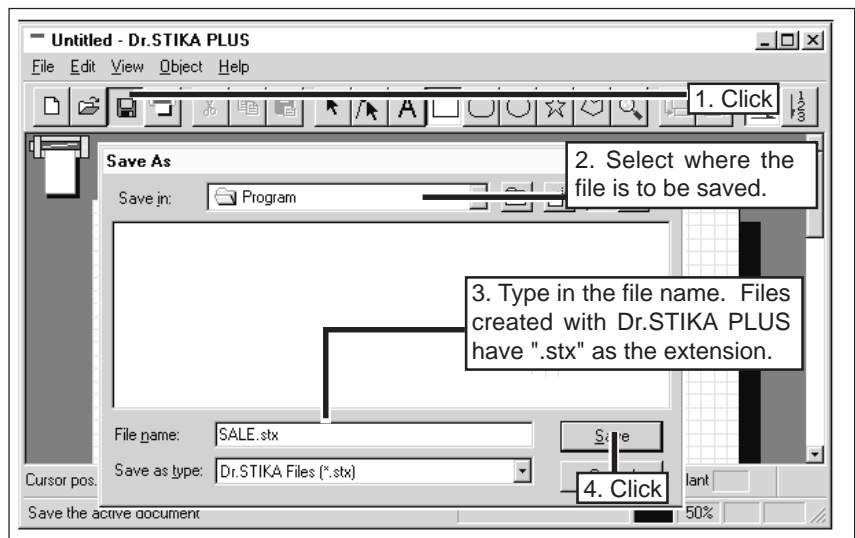 Untitled - Dr.STIKA PLUS
File Edit View Object Help
A
1. Click
1
2
3
Save As
2. Select where the
file is to be saved.
Save in: Program
3. Type in the file name. Files
created with Dr.STIKA PLUS
have ".stx" as the extension.
File name: SALE.stx
Save
Save as type: Dr.STIKA Files (*.stx)
4. Click
Cursor pos.
lant
Save the active document
50%